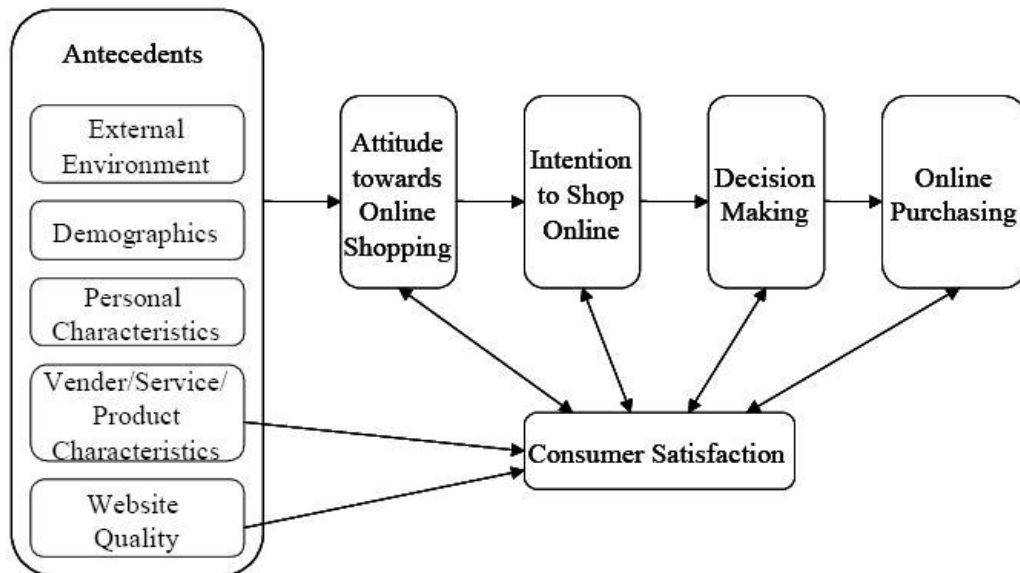 Antecedents
External
Environment
Demographics
Personal
Characteristics
Vender/Service/
Product
Characteristics
Website
Quality
Attitude
towards
Online
Shopping
Intention
to Shop
Online
Decision
Making
Online
Purchasing
Consumer Satisfaction